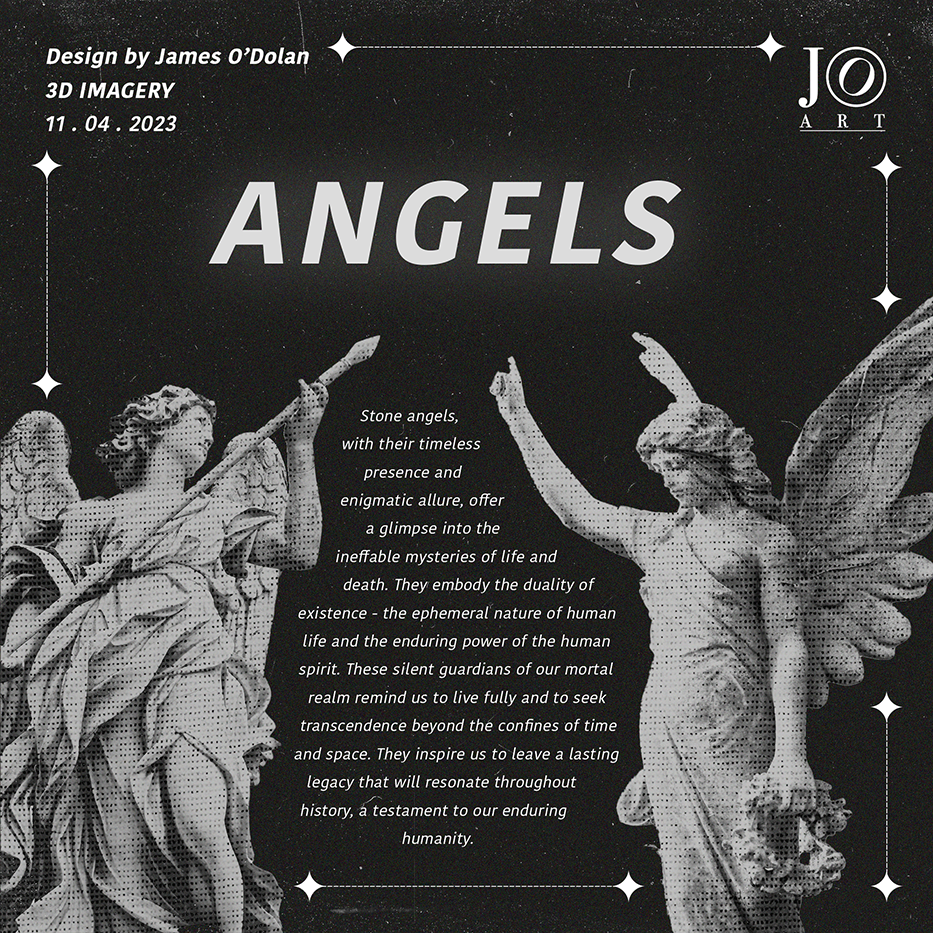 Design by James O’Dolan
3D IMAGERY
11 . 04 . 2023
JO
ART
ANGELS
Stone angels,
with their timeless
presence and
enigmatic allure, offer
a glimpse into the
ineffable mysteries of life and
death. They embody the duality of
existence - the ephemeral nature of human
life and the enduring power of the human
spirit. These silent guardians of our mortal
realm remind us to live fully and to seek
transcendence beyond the confines of time
and space. They inspire us to leave a lasting
legacy that will resonate throughout
history, a testament to our enduring
humanity.